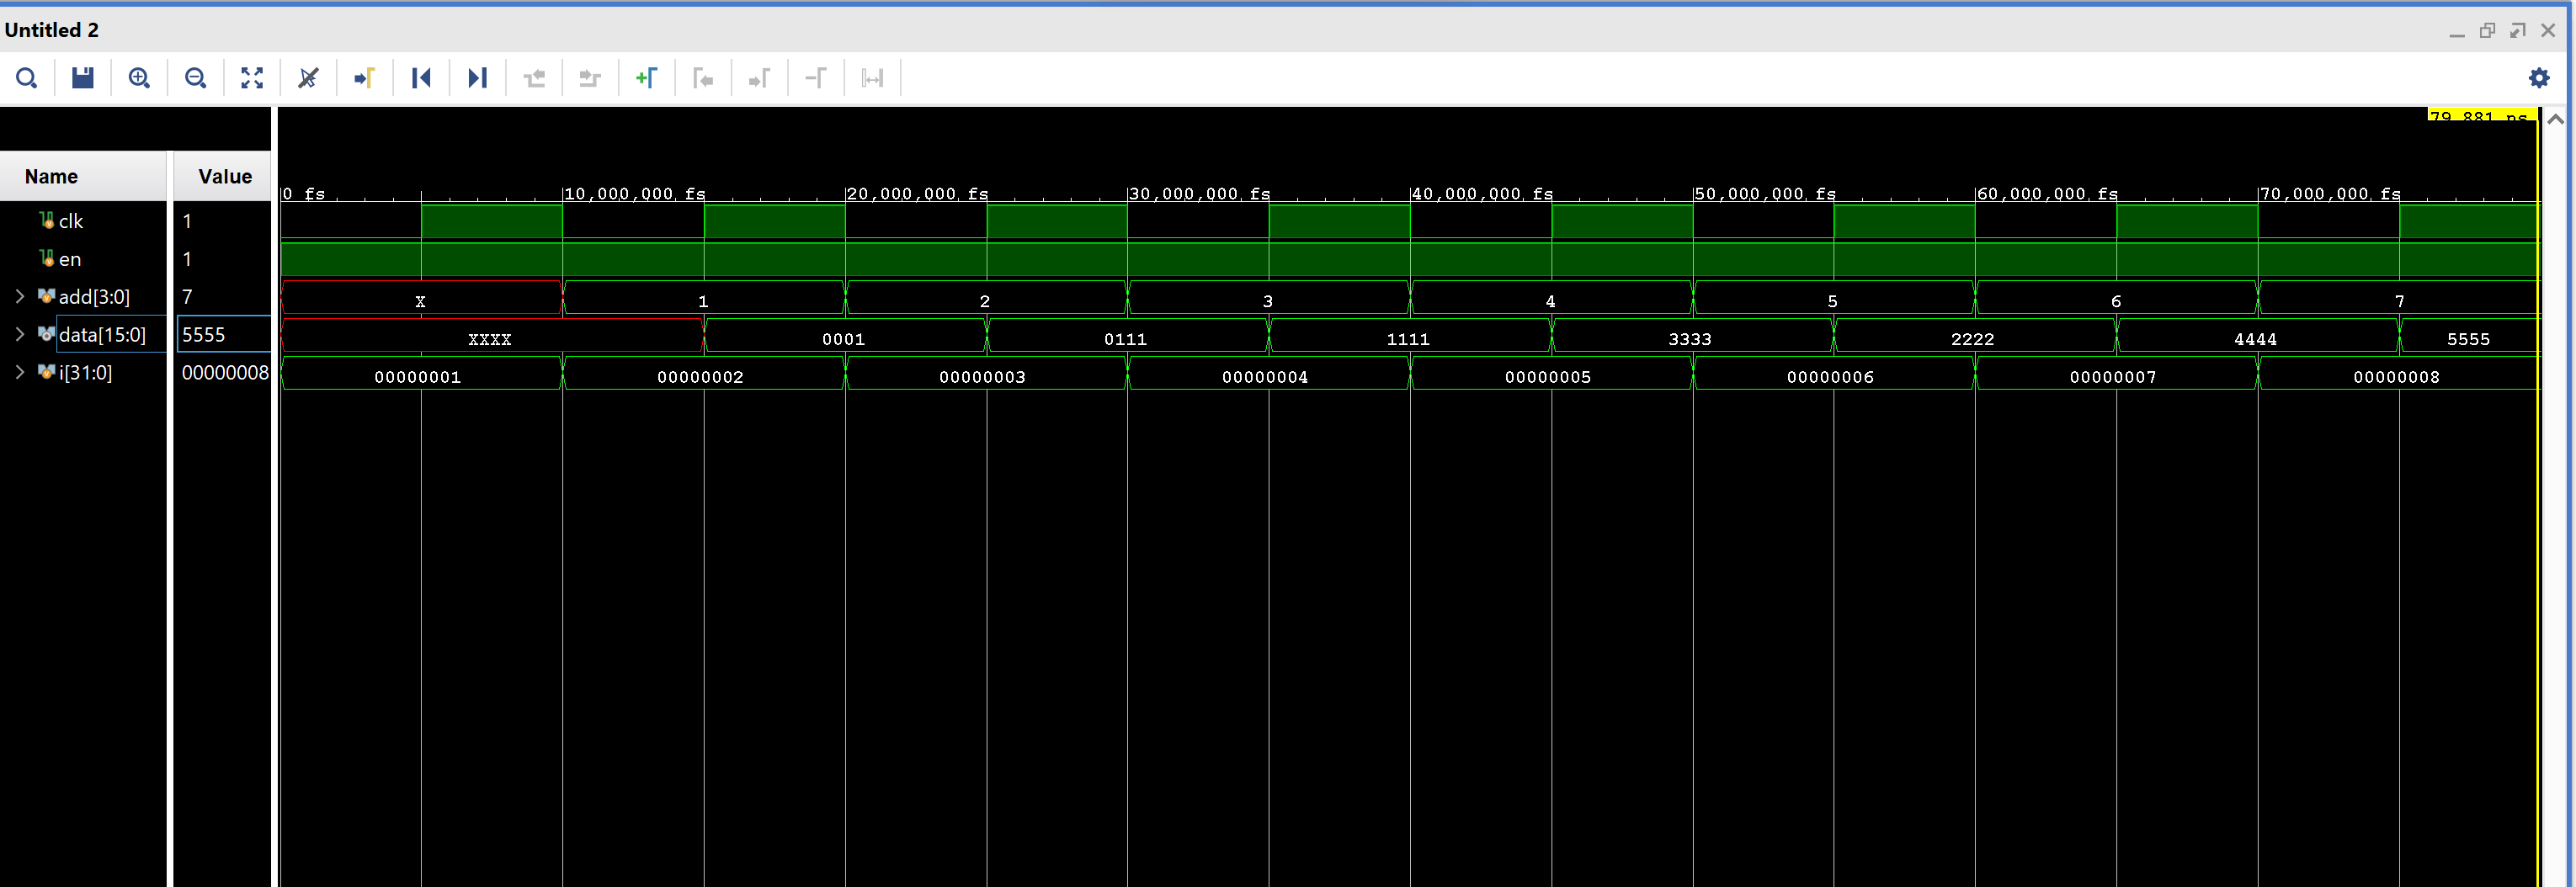 Untitled 2
79.881 ns
Name Value
0 fs 10,000,000 fs 20,000,000 fs 30,000,000 fs 40,000,000 fs 50,000,000 fs 60,000,000 fs 70,000,000 fs
clk 1
en 1
add[3:0] 7 X 1 2 3 4 5 6 7
data[15:0] 5555 XXXX 0001 0111 1111 3333 2222 4444 5555
i[31:0] 00000008 00000001 00000002 00000003 00000004 00000005 00000006 00000007 00000008